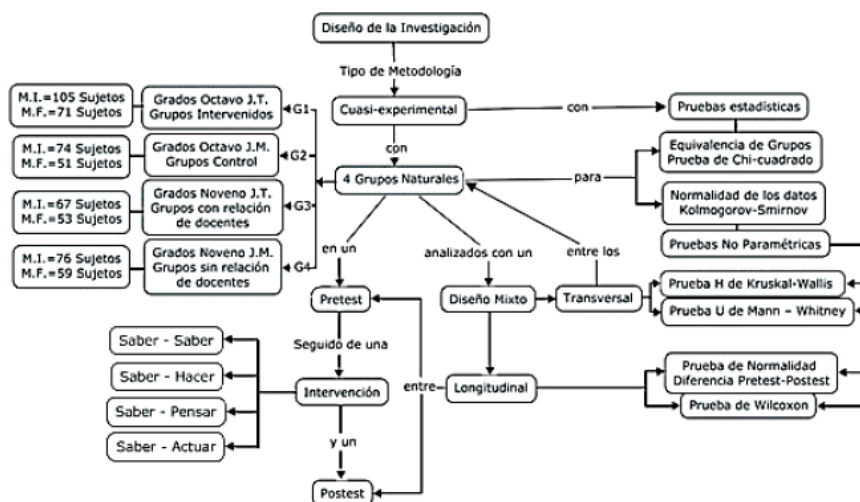 Diseño de la Investigación
Tipo de Metodología
Cuasi-experimental
con
Pruebas estadísticas
con
4 Grupos Naturales
para
Equivalencia de Grupos
Prueba de Chi-cuadrado
Normalidad de los datos
Kolmogorov-Smirnov
Pruebas No Paramétricas
M.I.=105 Sujetos
M.F.=71 Sujetos
Grados Octavo J.T.
Grupos Intervenidos
G1
M.I.=74 Sujetos
M.F.=51 Sujetos
Grados Octavo J.M.
Grupos Control
G2
M.I.=67 Sujetos
M.F.=53 Sujetos
Grados Noveno J.T.
Grupos con relación
de docentes
G3
M.I.=76 Sujetos
M.F.=59 Sujetos
Grados Noveno J.M.
Grupos sin relación
de docentes
G4
en un
analizados con un
entre los
Pretest
Diseño Mixto
Transversal
Prueba H de Kruskal-Wallis
Prueba U de Mann – Whitney
Seguido de una
Saber - Saber
Saber - Hacer
Saber - Pensar
Saber - Actuar
Intervención
entre
Longitudinal
Prueba de Normalidad
Diferencia Pretest-Postest
Prueba de Wilcoxon
y un
Postest